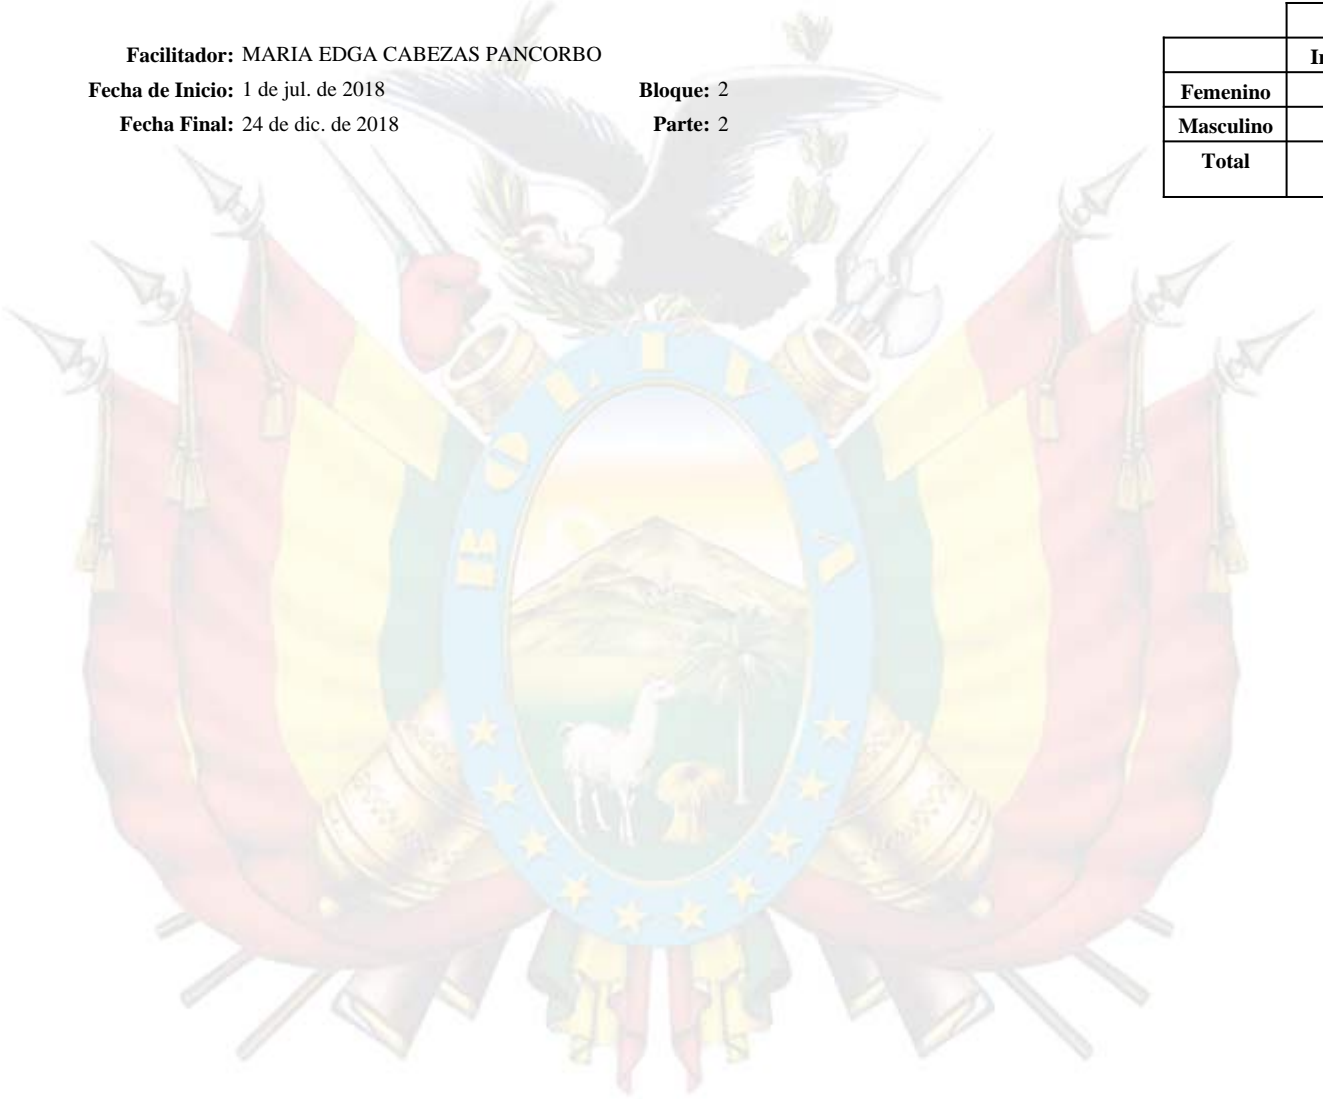 Facilitador: MARIA EDGA CABEZAS PANCORBO
Fecha de Inicio: 1 de jul. de 2018 Bloque: 2
Fecha Final: 24 de dic. de 2018 Parte: 2
Femenino
Masculino
Total
BOLIVIA